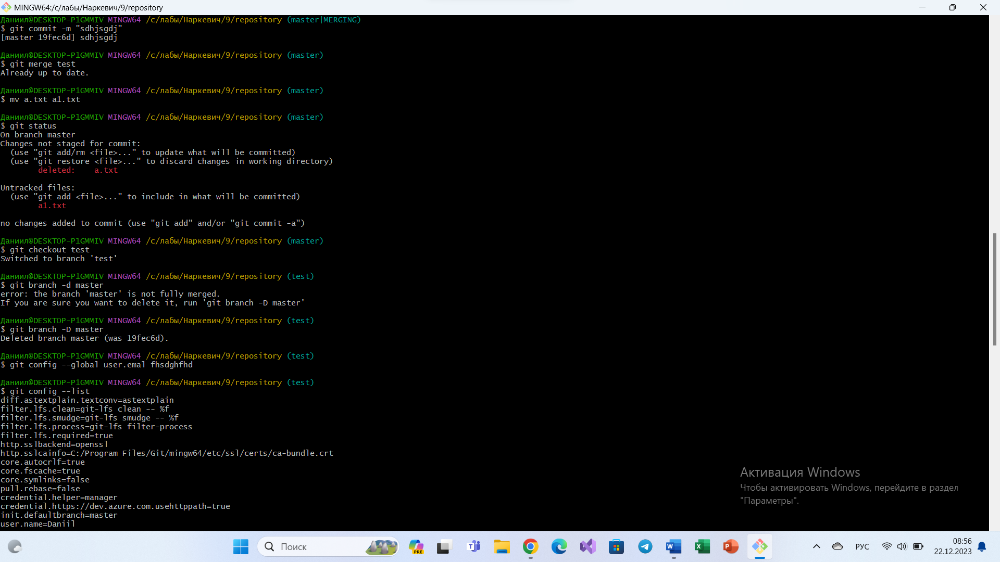 MINGW64:/c/лабы/Наркевич/9/repository
Даниил@DESKTOP-P1GMMIV MINGW64 /c/лабы/Наркевич/9/repository (master|MERGING)
$ git commit -m "sdhjsgdj"
[master 19fec6d] sdhjsgdj
Даниил@DESKTOP-P1GMMIV MINGW64 /c/лабы/Наркевич/9/repository (master)
$ git merge test
Already up to date.
Даниил@DESKTOP-P1GMMIV MINGW64 /c/лабы/Наркевич/9/repository (master)
$ mv a.txt a1.txt
Даниил@DESKTOP-P1GMMIV MINGW64 /c/лабы/Наркевич/9/repository (master)
$ git status
On branch master
Changes not staged for commit:
  (use "git add/rm <file>..." to update what will be committed)
  (use "git restore <file>..." to discard changes in working directory)
        deleted:    a.txt
Untracked files:
  (use "git add <file>..." to include in what will be committed)
        a1.txt
no changes added to commit (use "git add" and/or "git commit -a")
Даниил@DESKTOP-P1GMMIV MINGW64 /c/лабы/Наркевич/9/repository (master)
$ git checkout test
Switched to branch 'test'
Даниил@DESKTOP-P1GMMIV MINGW64 /c/лабы/Наркевич/9/repository (test)
$ git branch -d master
error: the branch 'master' is not fully merged.
If you are sure you want to delete it, run 'git branch -D master'
Даниил@DESKTOP-P1GMMIV MINGW64 /c/лабы/Наркевич/9/repository (test)
$ git branch -D master
Deleted branch master (was 19fec6d).
Даниил@DESKTOP-P1GMMIV MINGW64 /c/лабы/Наркевич/9/repository (test)
$ git config --global user.emal fhsdghfhd
Даниил@DESKTOP-P1GMMIV MINGW64 /c/лабы/Наркевич/9/repository (test)
$ git config --list
diff.astextplain.textconv=astextplain
filter.lfs.clean=git-lfs clean -- %f
filter.lfs.smudge=git-lfs smudge -- %f
filter.lfs.process=git-lfs filter-process
filter.lfs.required=true
http.sslbackend=openssl
http.sslcainfo=C:/Program Files/Git/mingw64/etc/ssl/certs/ca-bundle.crt
core.autocrlf=true
core.fscache=true
core.symlinks=false
pull.rebase=false
credential.helper=manager
credential.https://dev.azure.com.usehttppath=true
init.defaultbranch=master
user.name=Daniil
Активация Windows
Чтобы активировать Windows, перейдите в раздел
"Параметры".
Поиск
PRE
РУС
08:56
22.12.2023